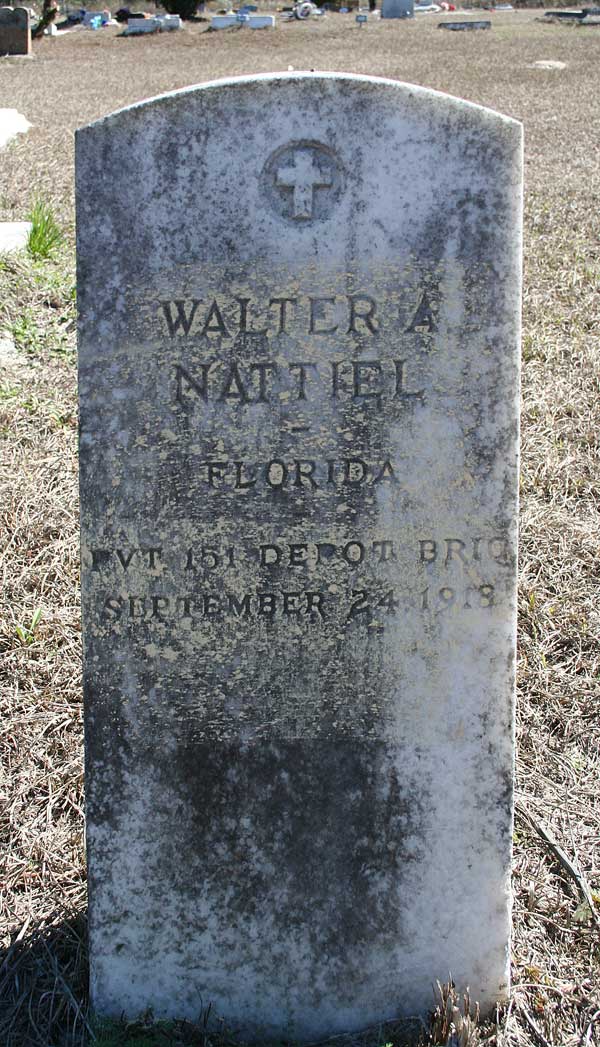 WALTER A
NATTIEL
-
FLORIDA
PVT 151 DEPOT BRIG
SEPTEMBER 24 1918